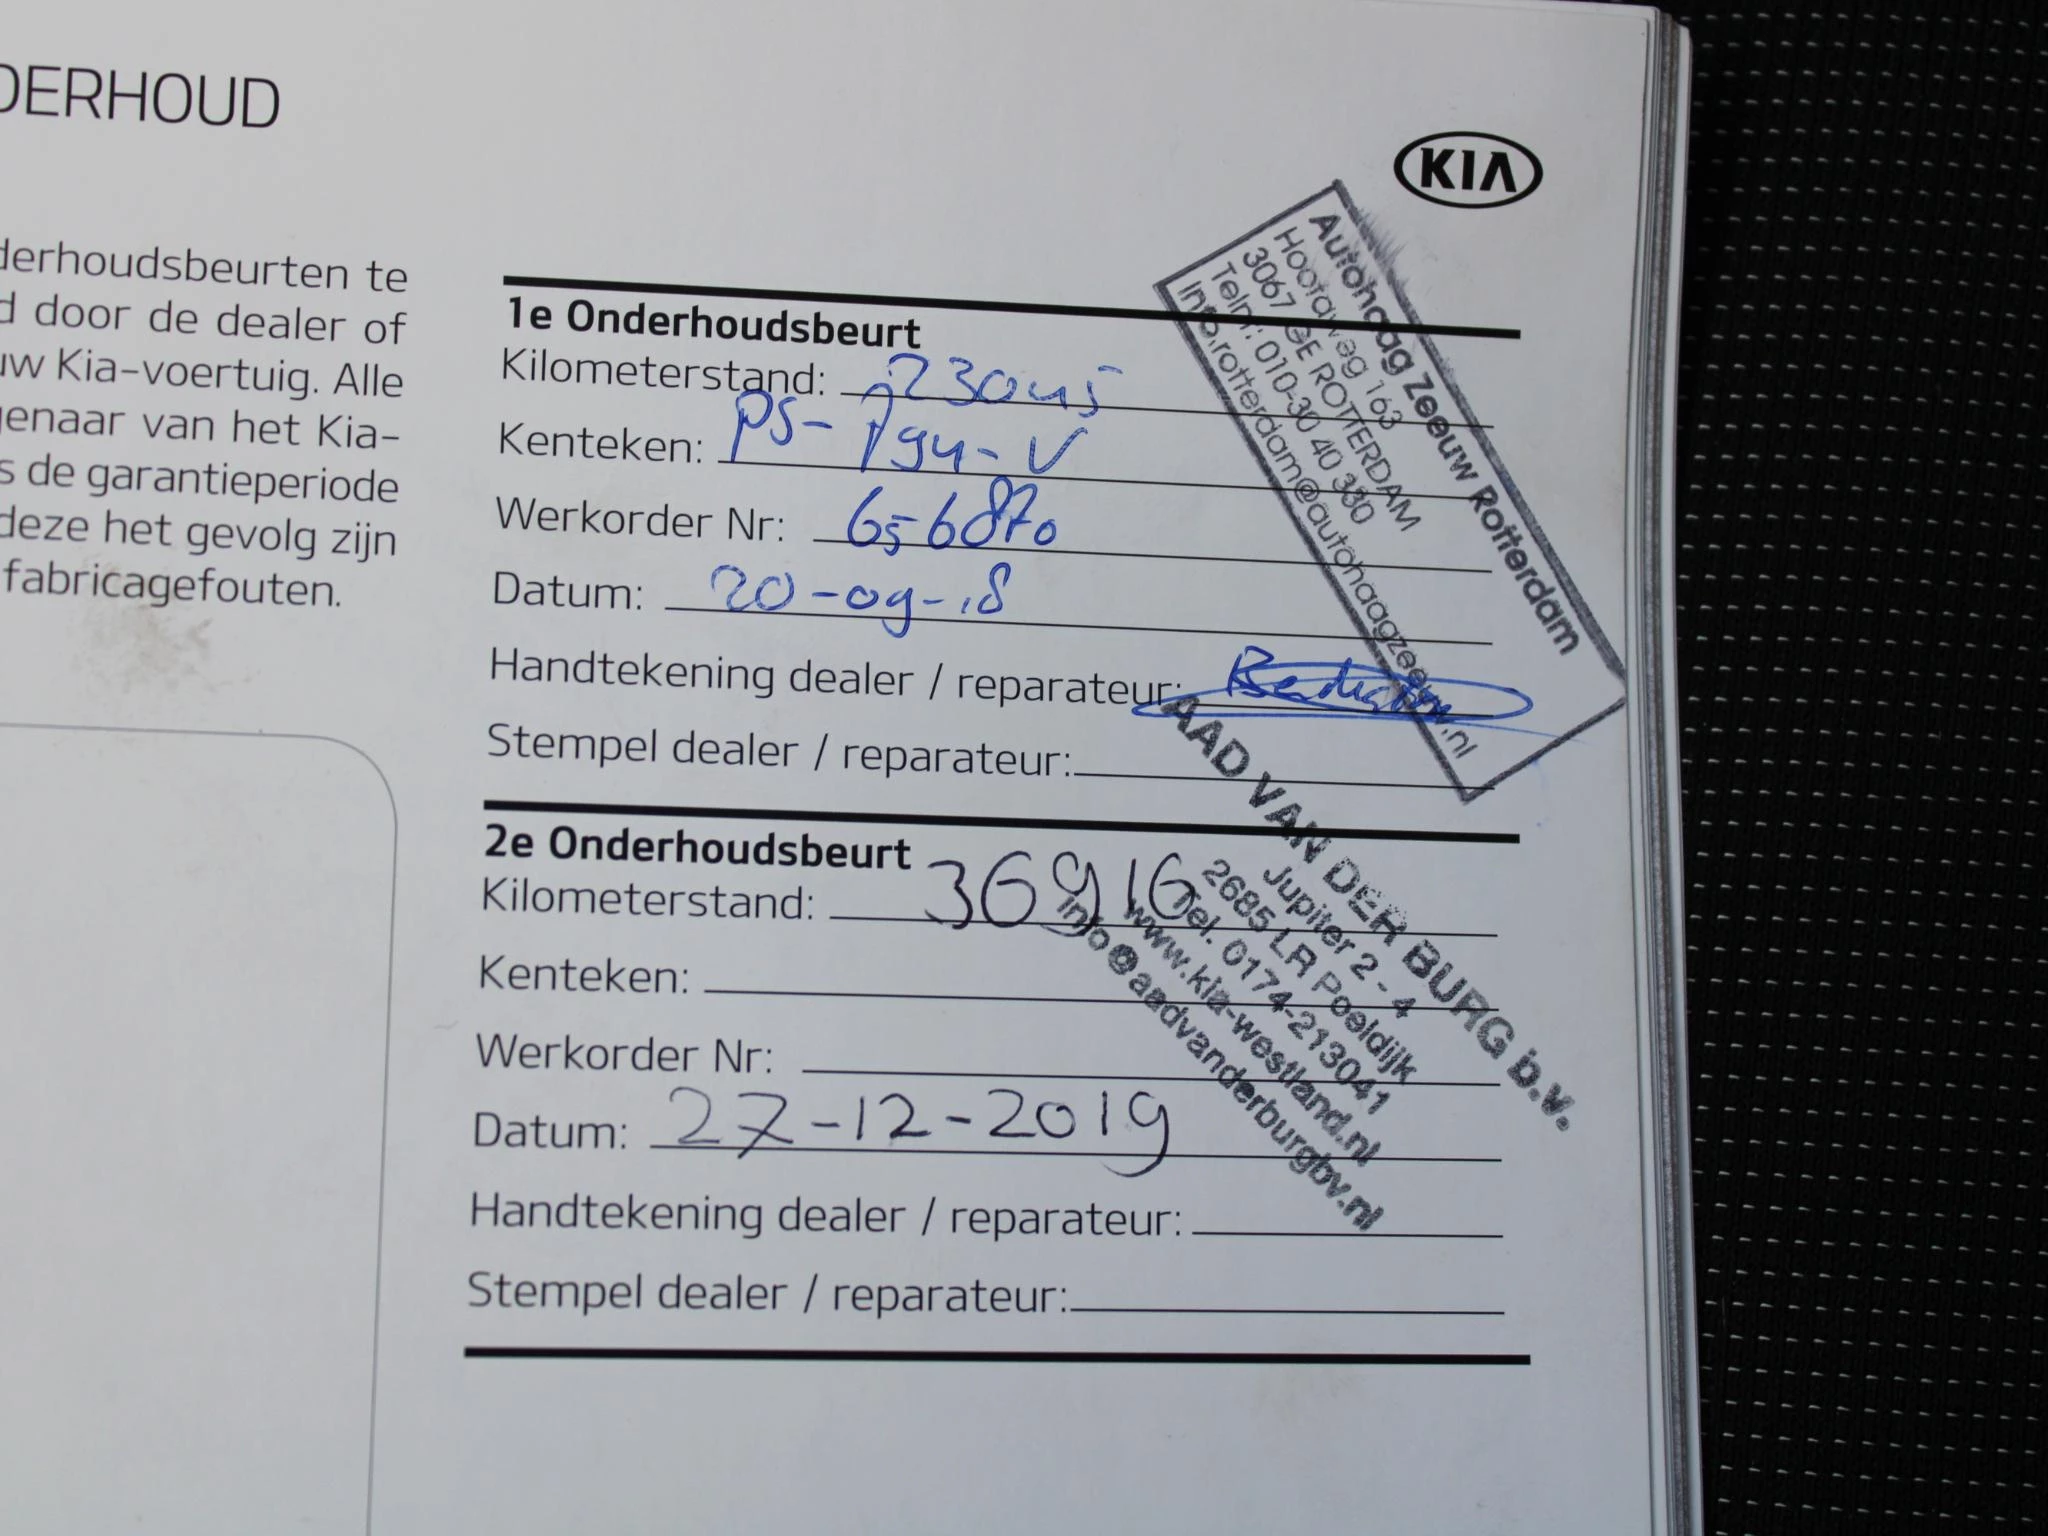 DERHOUD
KIA
derhoudsbeurten te
d door de dealer of
uw Kia-voertuig. Alle
genaar van het Kia-
s de garantieperiode
deze het gevolg zijn
fabricagefouten.
1e Onderhoudsbeurt
Kilometerstand: 23045
Kenteken: PS-794-V
Werkorder Nr: 656870
Datum: 20-09-18
Handtekening dealer / reparateur:
Stempel dealer / reparateur:
Autohaag Zeeuw Rotterdam
Hoofdweg 163
3067 GE ROTTERDAM
Telnr.: 010-30 40 330
Info.rotterdam@autohaagzeeuw.nl
2e Onderhoudsbeurt
Kilometerstand: 36916
Kenteken:
Werkorder Nr:
Datum: 27-12-2019
Handtekening dealer / reparateur:
Stempel dealer / reparateur:
AAD VAN DER BURG b.v.
Jupiter 2 - 4
2685 LR Poeldijk
Tel. 0174-213041
www.kia-westland.nl
info@aadvanderburgbv.nl